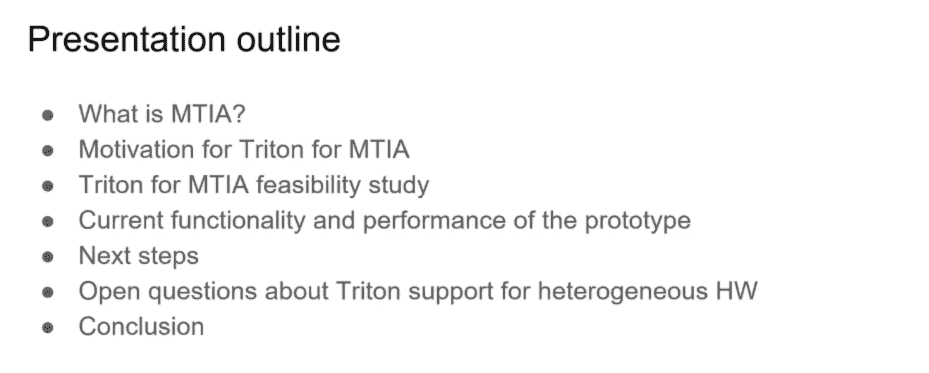 Presentation outline
What is MTIA?
Motivation for Triton for MTIA
Triton for MTIA feasibility study
Current functionality and performance of the prototype
Next steps
Open questions about Triton support for heterogeneous HW
Conclusion